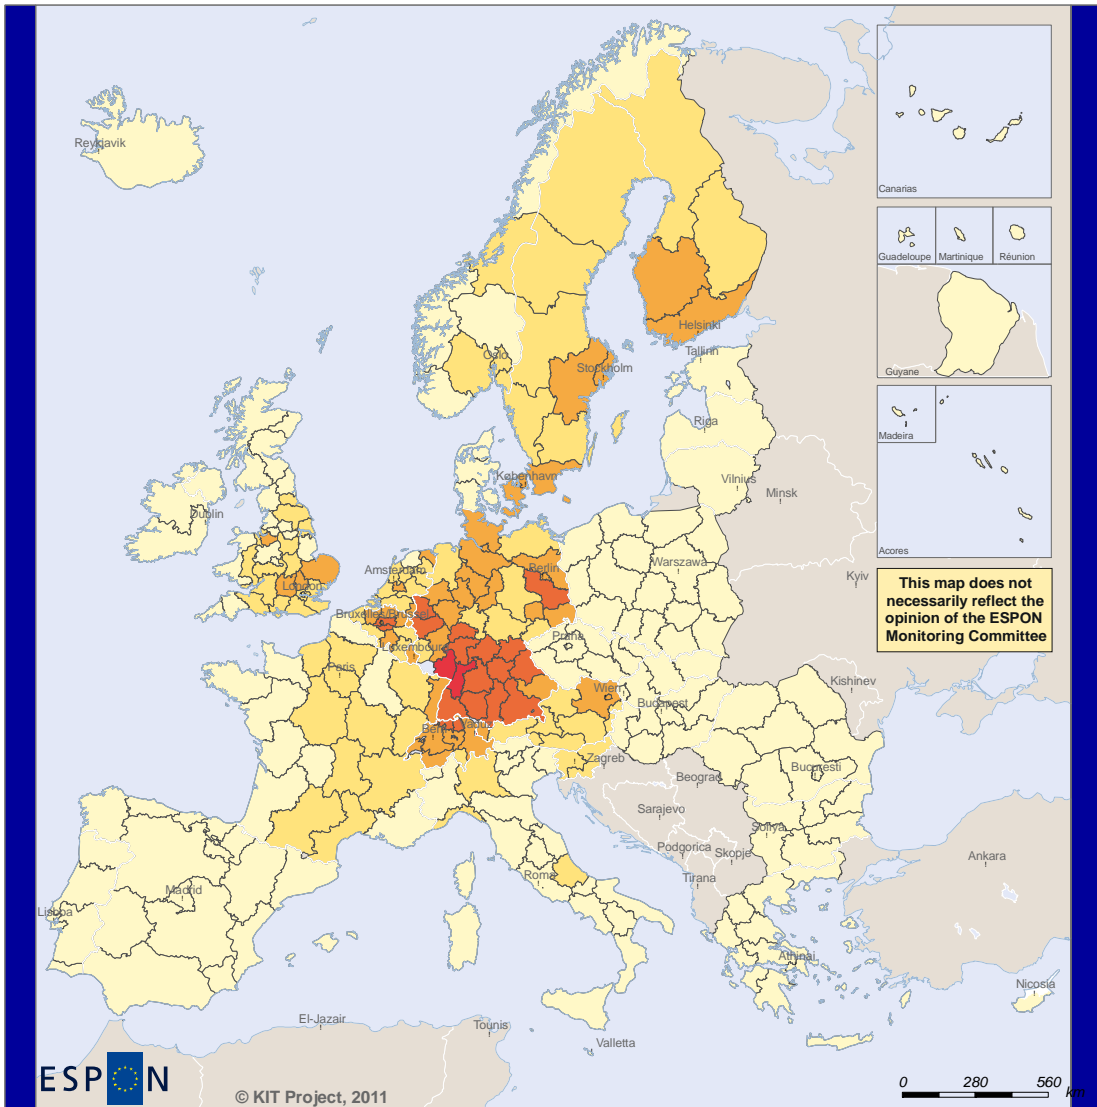 Reykjavik
Canarias
Guadeloupe
Martinique
Réunion
Guyane
Madeira
Acores
This map does not
necessarily reflect the
opinion of the ESPON
Monitoring Committee
Oslo
Helsinki
Tallinn
Stockholm
Riga
København
Vilnius
Minsk
Dublin
Amsterdam
Berlin
Warszawa
London
Kyiv
Bruxelles/Brussel
Luxembourg
Praha
Paris
Kishinev
Wien
Budapest
Bern
Vaduz
Zagreb
Bucuresti
Beograd
Sarajevo
Sofiya
Podgorica
Skopje
Ankara
Roma
Tirana
Madrid
Lisboa
Athinai
Nicosia
El-Jazair
Tounis
Valletta
ESPON
© KIT Project, 2011
0 280 560
km